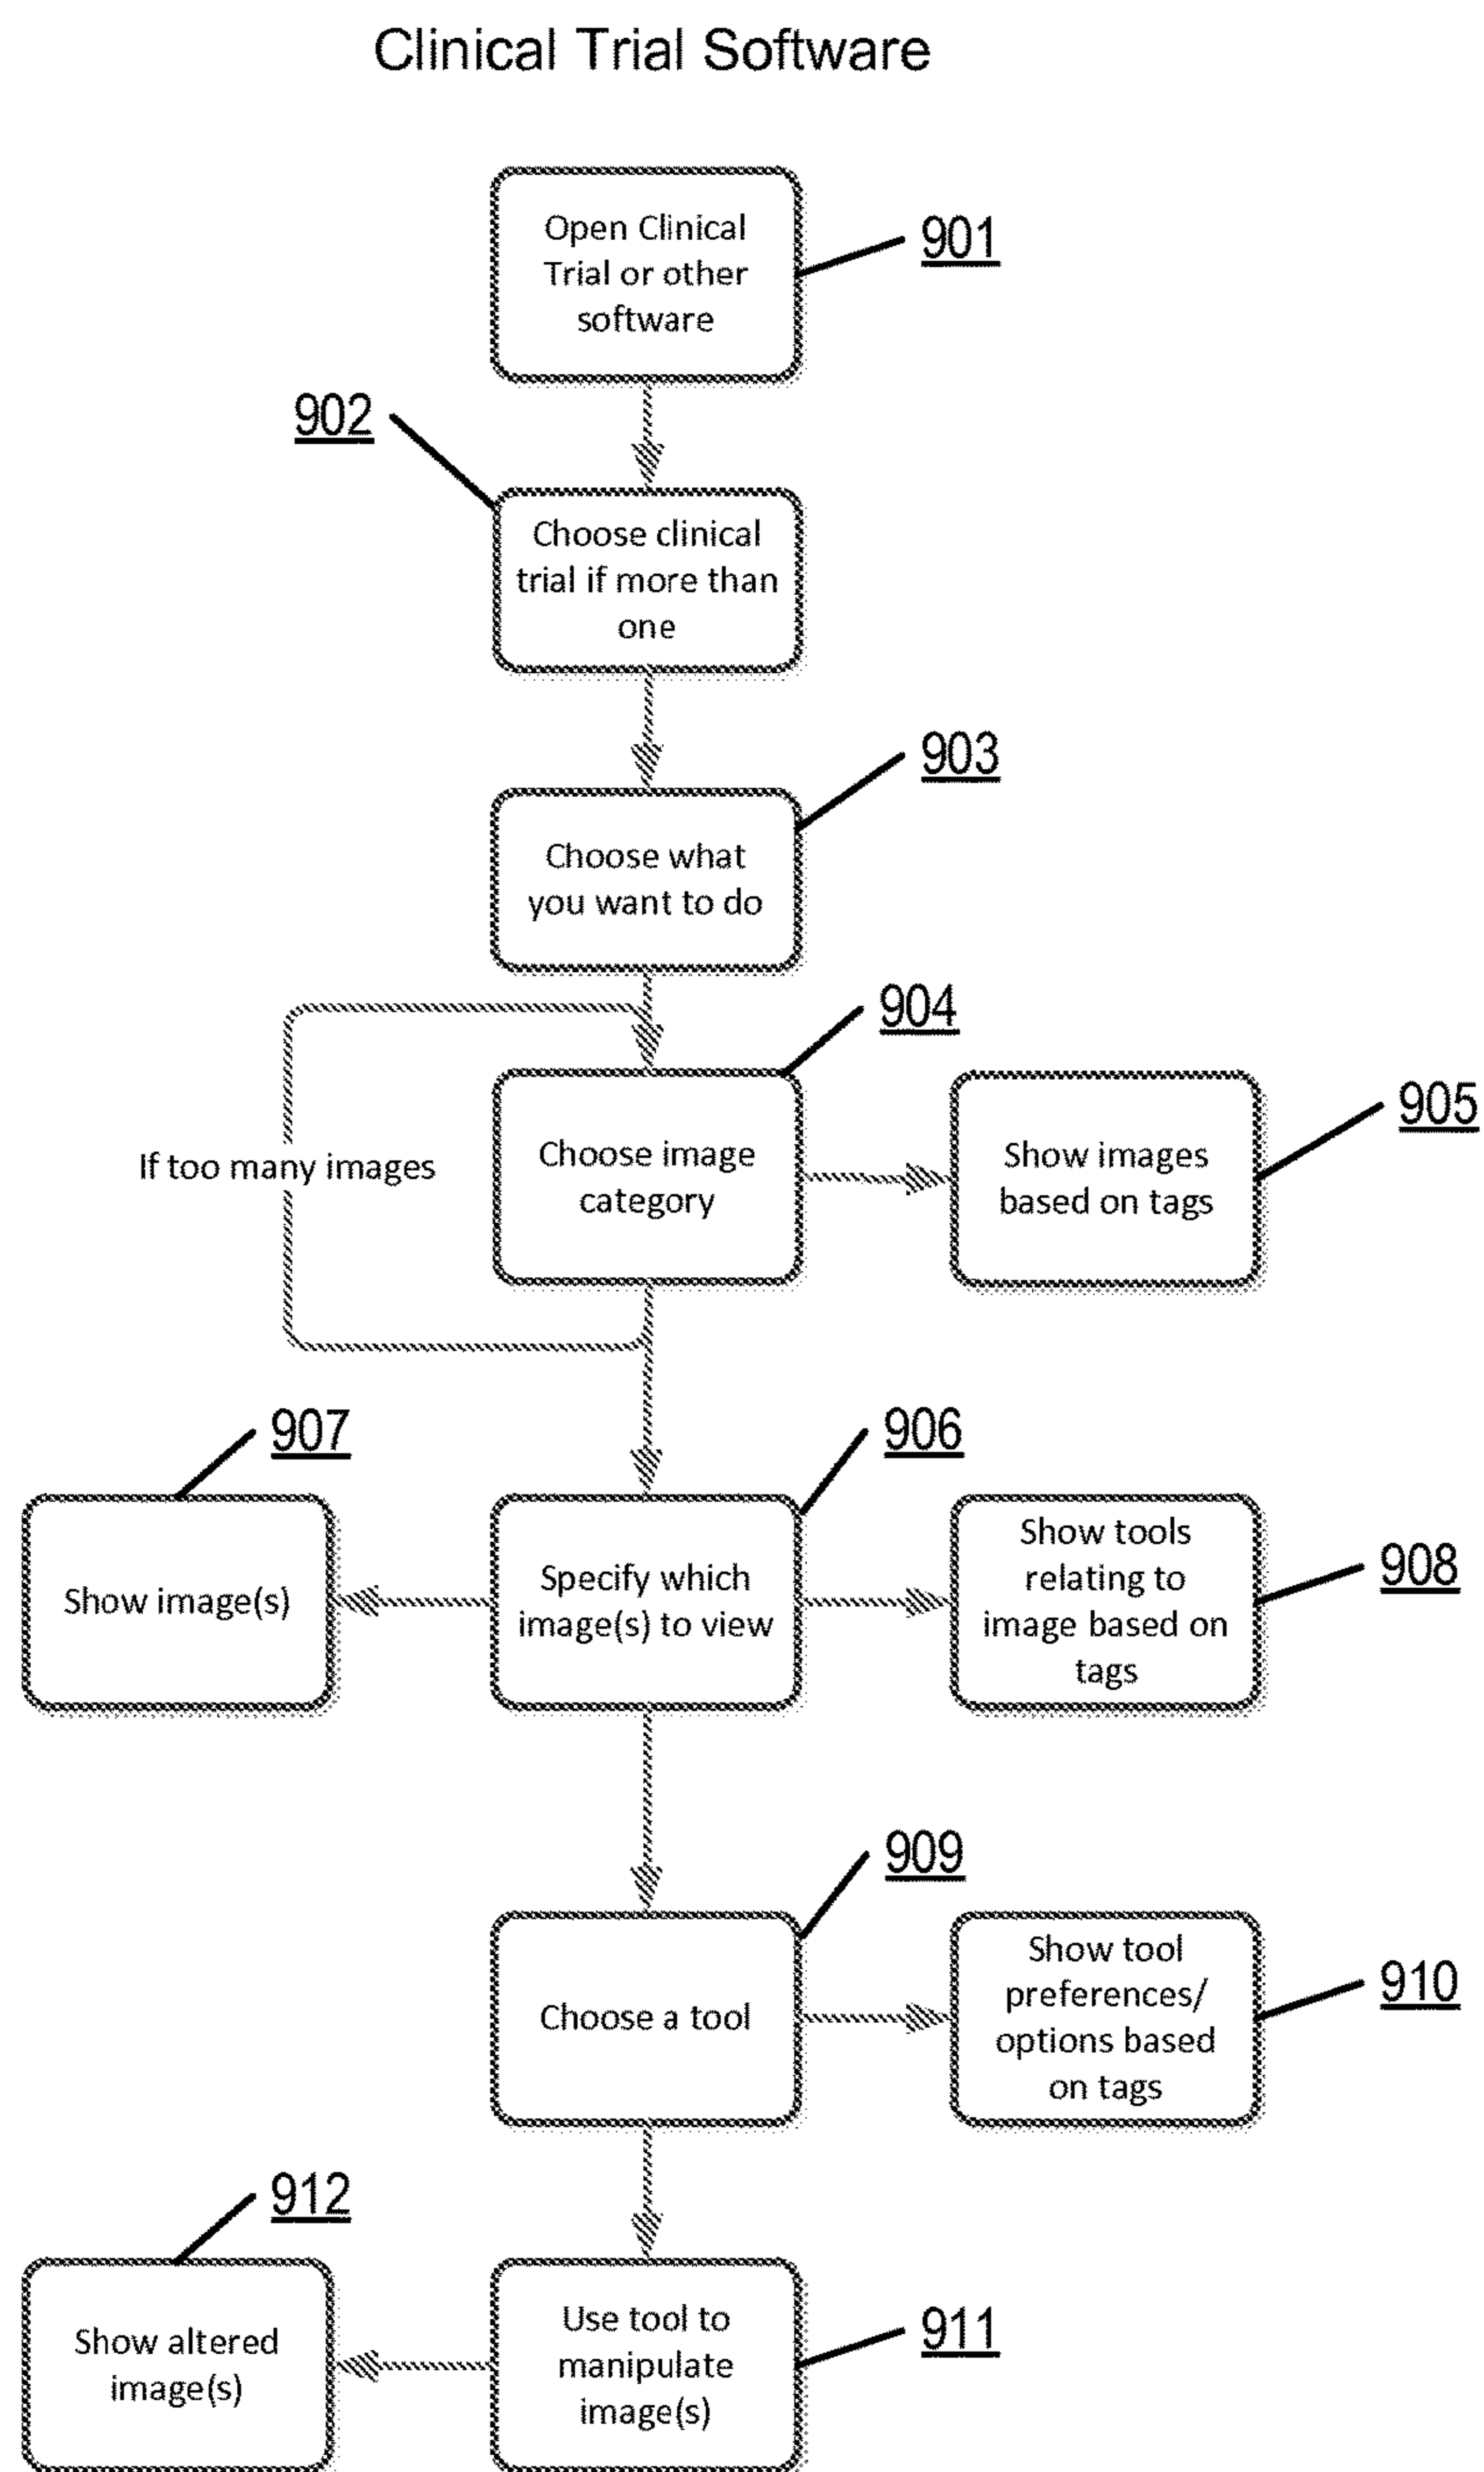 Clinical Trial Software
Open Clinical
Trial or other
software
901
902
Choose clinical
trial if more than
one
903
Choose what
you want to do
904
If too many images
Choose image
category
Show images
based on tags
905
907
906
Show image(s)
Specify which
image(s) to view
Show tools
relating to
image based on
tags
908
909
Choose a tool
Show tool
preferences/
options based
on tags
910
912
Show altered
image(s)
Use tool to
manipulate
image(s)
911